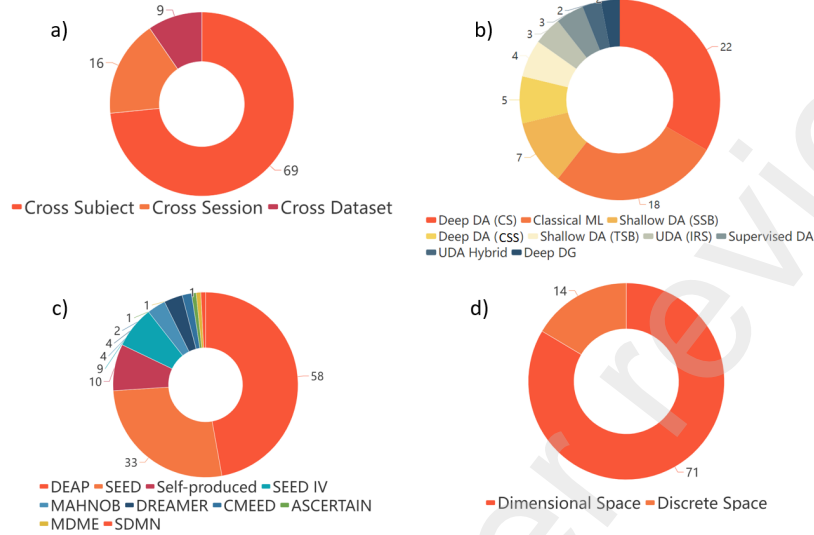 a)
9
16
69
Cross Subject Cross Session Cross Dataset
b)
2
3
3
4
5
7
18
22
Deep DA (CS) Classical ML Shallow DA (SSB)
Deep DA (CSS) Shallow DA (TSB) UDA (IRS) Supervised DA
UDA Hybrid Deep DG
c)
1
1
1
2
4
4
9
10
33
58
DEAP SEED Self-produced SEED IV
MAHNOB DREAMER CMEED ASCERTAIN
MDME SDMN
d)
14
71
Dimensional Space Discrete Space